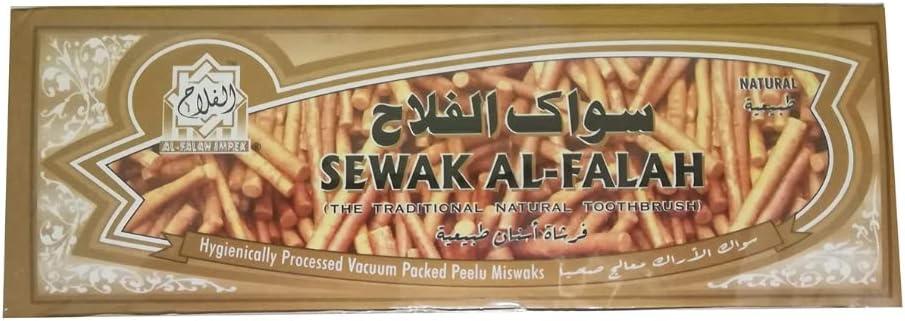 الفلاح
AL-FALAH IMPEX ®
NATURAL
طبيعية
سواك الفلاح
SEWAK AL-FALAH
(THE TRADITIONAL NATURAL TOOTHBRUSH)
فرشاة أسنان طبيعية
Hygienically Processed Vacuum Packed Peelu Miswaks
سواك الأراك معالج صحيا